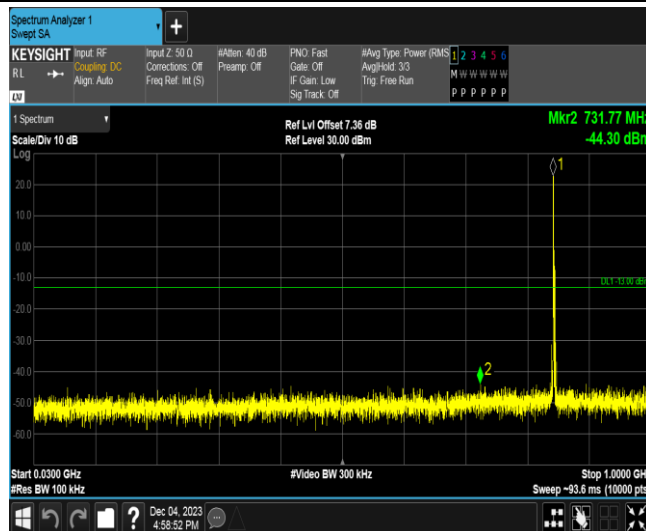 Spectrum Analyzer 1
Swept SA
+
KEYSIGHT Input: RF Input Z: 50 Ω #Atten: 40 dB PNO: Fast #Avg Type: Power (RMS 1 2 3 4 5 6
RL Coupling: DC Corrections: Off Preamp: Off Gate: Off Avg|Hold: 3/3 M W W W W W
Align: Auto Freq Ref: Int (S) IF Gain: Low Trig: Free Run
Sig Track: Off P P P P P P
LXI
1 Spectrum Ref Lvl Offset 7.36 dB Mkr2 731.77 MHz
Scale/Div 10 dB Ref Level 30.00 dBm -44.30 dBm
Log
1
20.0
10.0
0.00
-10.0
DL1 -13.00 dBm
-20.0
-30.0
-40.0
2
-50.0
-60.0
Start 0.0300 GHz #Video BW 300 kHz Stop 1.0000 GH
#Res BW 100 kHz Sweep ~93.6 ms (10000 pts
? Dec 04, 2023
4:58:52 PM